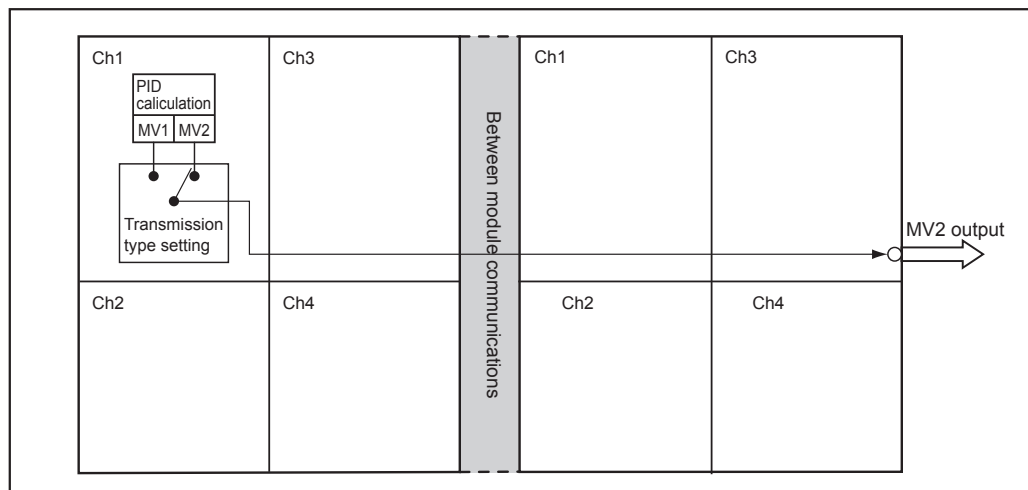 Ch1
PID
caliculation
MV1 MV2
Transmission
type setting
Ch3
Ch2
Ch4
Between module communications
Ch1
Ch3
MV2 output
Ch2
Ch4